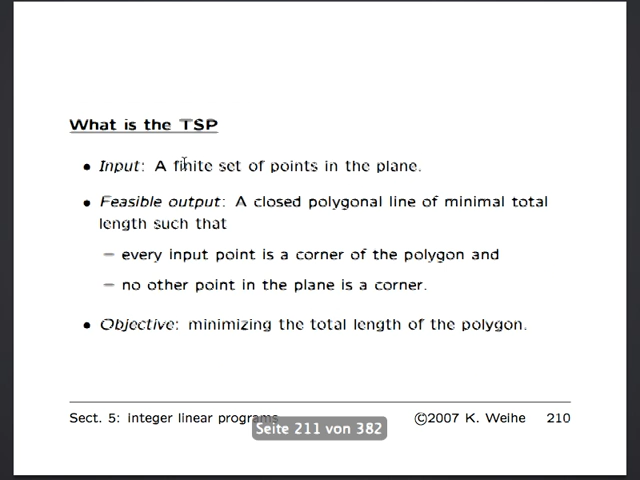 What is the TSP
• Input: A finite set of points in the plane.
• Feasible output: A closed polygonal line of minimal total
length such that
– every input point is a corner of the polygon and
– no other point in the plane is a corner.
• Objective: minimizing the total length of the polygon.
Sect. 5: integer linear programs ©2007 K. Weihe 210
Seite 211 von 382